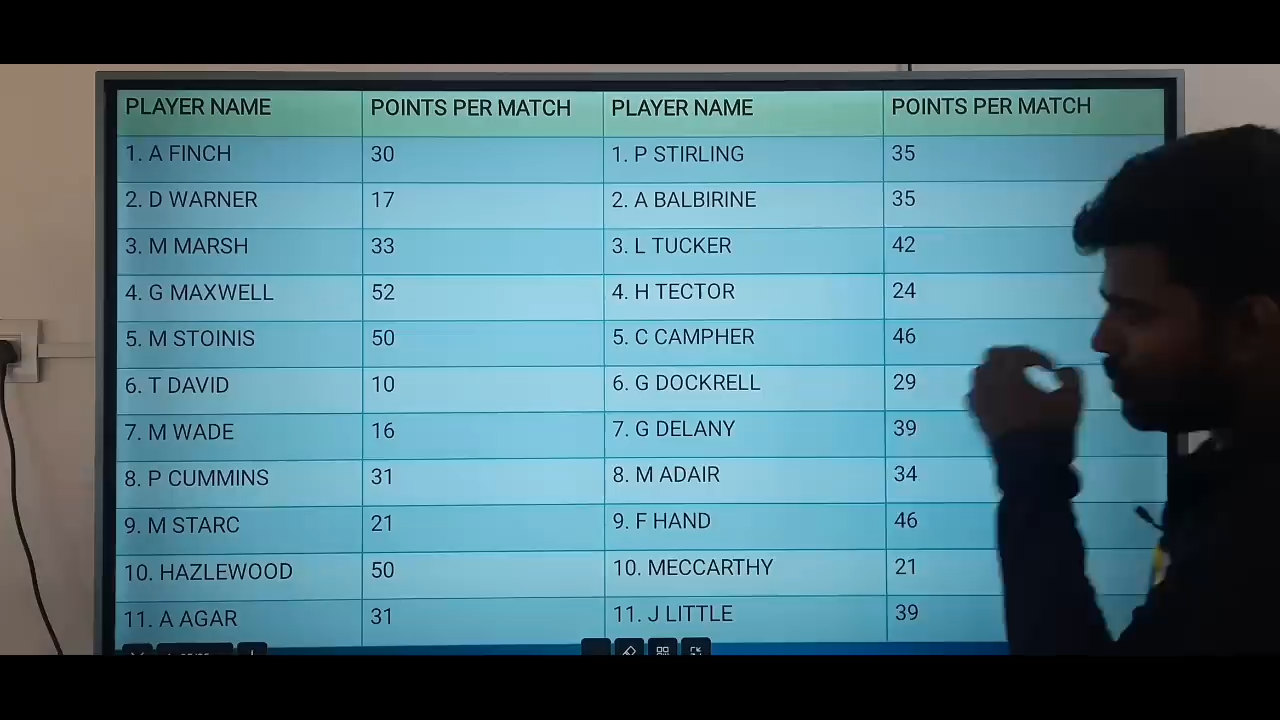 PLAYER NAME POINTS PER MATCH PLAYER NAME POINTS PER MATCH
1. A FINCH 30 1. P STIRLING 35
2. D WARNER 17 2. A BALBIRINE 35
3. M MARSH 33 3. L TUCKER 42
4. G MAXWELL 52 4. H TECTOR 24
5. M STOINIS 50 5. C CAMPHER 46
6. T DAVID 10 6. G DOCKRELL 29
7. M WADE 16 7. G DELANY 39
8. P CUMMINS 31 8. M ADAIR 34
9. M STARC 21 9. F HAND 46
10. HAZLEWOOD 50 10. MECCARTHY 21
11. A AGAR 31 11. J LITTLE 39